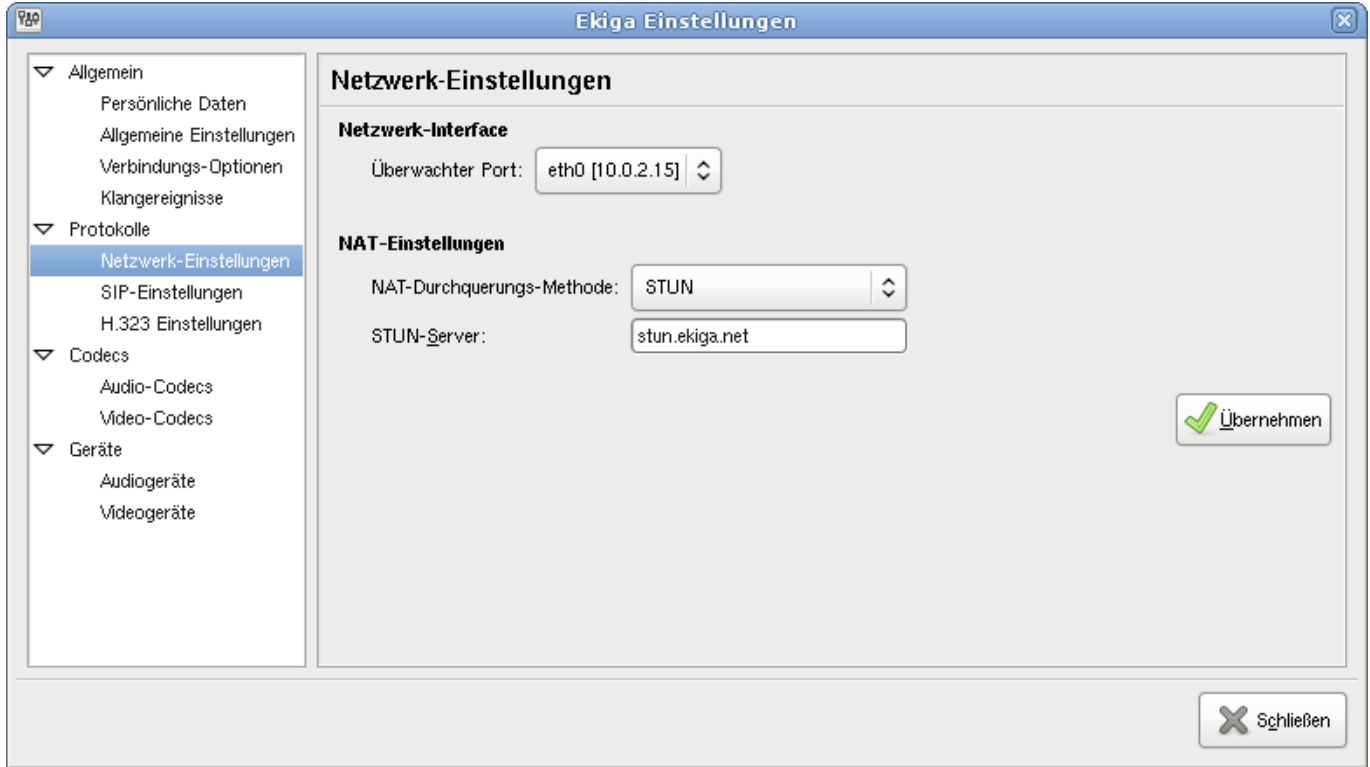 Ekiga Einstellungen
Allgemein
Persönliche Daten
Allgemeine Einstellungen
Verbindungs-Optionen
Klangereignisse
Protokolle
Netzwerk-Einstellungen
SIP-Einstellungen
H.323 Einstellungen
Codecs
Audio-Codecs
Video-Codecs
Geräte
Audiogeräte
Videogeräte
Netzwerk-Einstellungen
Netzwerk-Interface
Überwachter Port: eth0 [10.0.2.15]
NAT-Einstellungen
NAT-Durchquerungs-Methode: STUN
STUN-Server: stun.ekiga.net
Übernehmen
Schließen